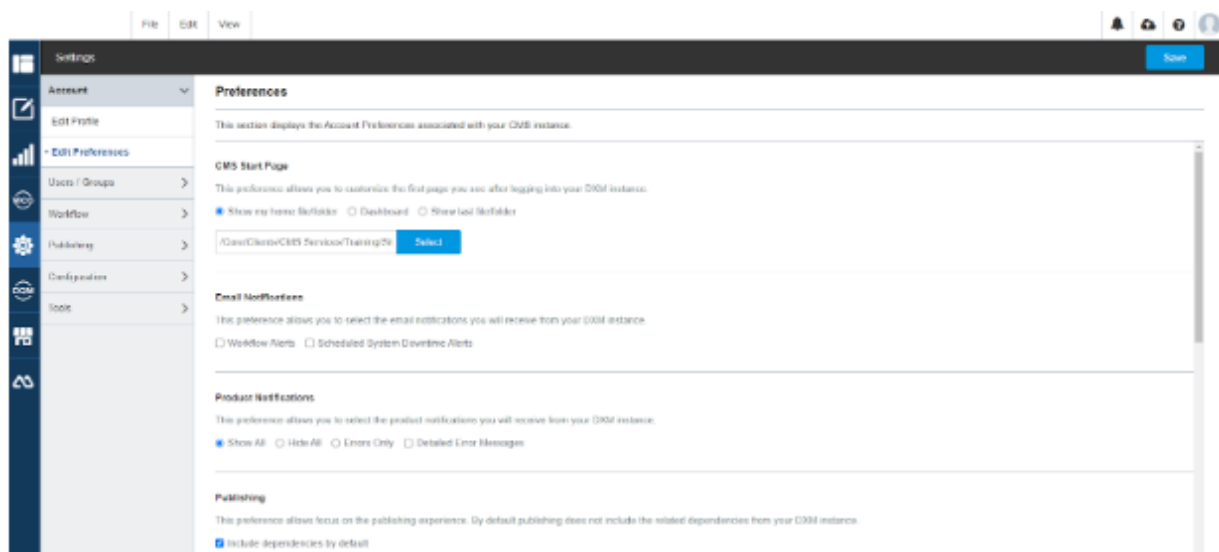 File Edit View
Settings
Save
Account
Edit Profile
Edit Preferences
Users / Groups
Workflow
Publishing
Configuration
Tools
Preferences
This section displays the Account Preferences associated with your CMS instance.
CMS Start Page
This preference allows you to customize the first page you see after logging into your DXM instance.
Show my home file/folder Dashboard Show last file/folder
Select
Email Notifications
This preference allows you to select the email notifications you will receive from your DXM instance.
Workflow Alerts Scheduled System Downtime Alerts
Product Notifications
This preference allows you to select the product notifications you will receive from your DXM instance.
Show All Hide All Errors Only Detailed Error Messages
Publishing
This preference allows focus on the publishing experience. By default publishing does not include the related dependencies from your DXM instance.
Include dependencies by default